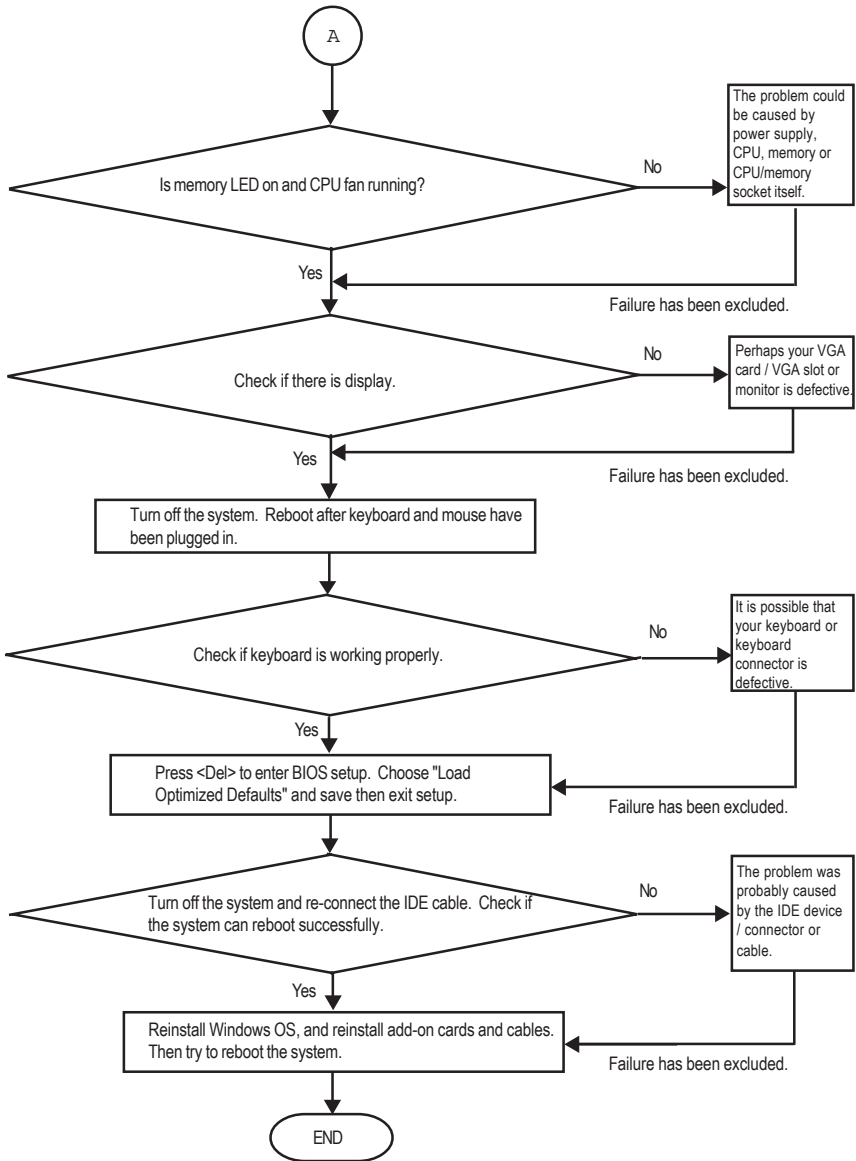 A
Is memory LED on and CPU fan running?
No
The problem could
be caused by
power supply,
CPU, memory or
CPU/memory
socket itself.
Yes
Failure has been excluded.
Check if there is display.
No
Perhaps your VGA
card / VGA slot or
monitor is defective.
Yes
Failure has been excluded.
Turn off the system. Reboot after keyboard and mouse have
been plugged in.
Check if keyboard is working properly.
No
It is possible that
your keyboard or
keyboard
connector is
defective.
Yes
Press <Del> to enter BIOS setup. Choose "Load
Optimized Defaults" and save then exit setup.
Failure has been excluded.
Turn off the system and re-connect the IDE cable. Check if
the system can reboot successfully.
No
The problem was
probably caused
by the IDE device
/ connector or
cable.
Yes
Reinstall Windows OS, and reinstall add-on cards and cables.
Then try to reboot the system.
Failure has been excluded.
END